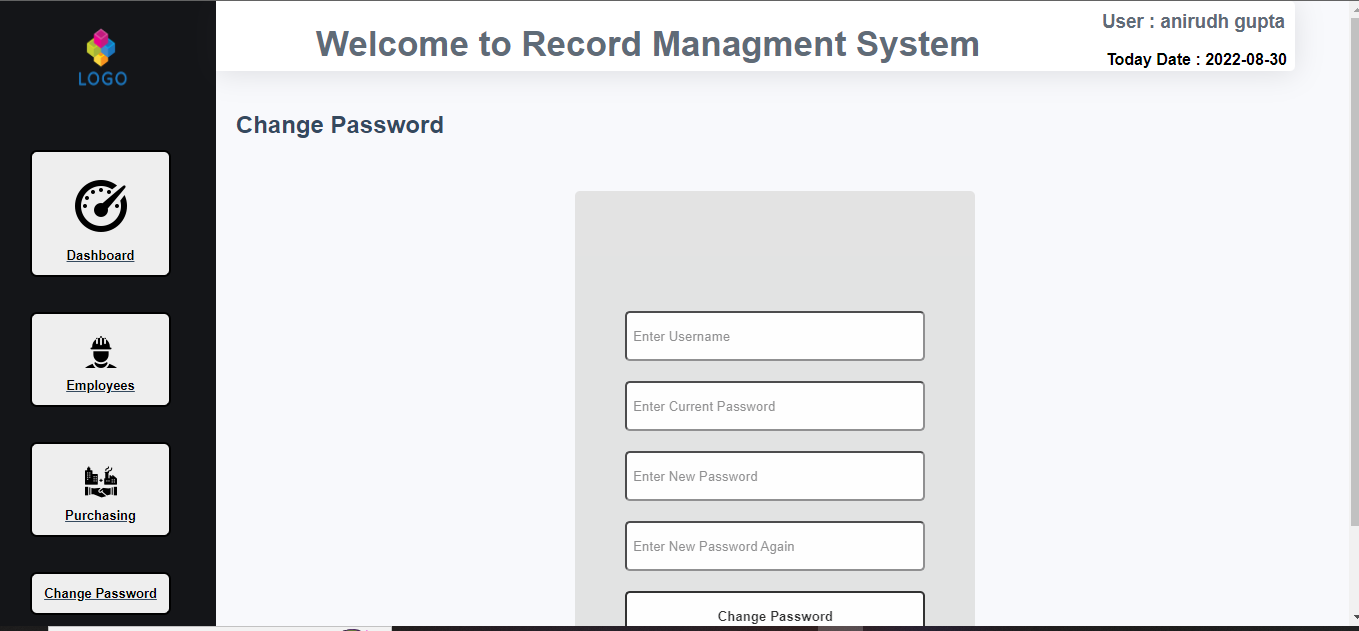 LOGO
Welcome to Record Managment System
User : anirudh gupta
Today Date : 2022-08-30
Change Password
Dashboard
Employees
Purchasing
Change Password
Enter Username
Enter Current Password
Enter New Password
Enter New Password Again
Change Password